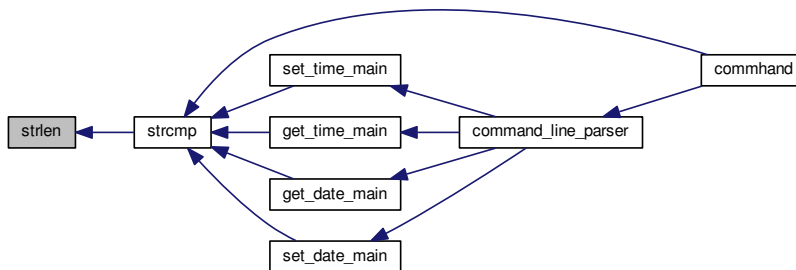 strlen
strcmp
set_time_main
get_time_main
get_date_main
set_date_main
command_line_parser
commhand